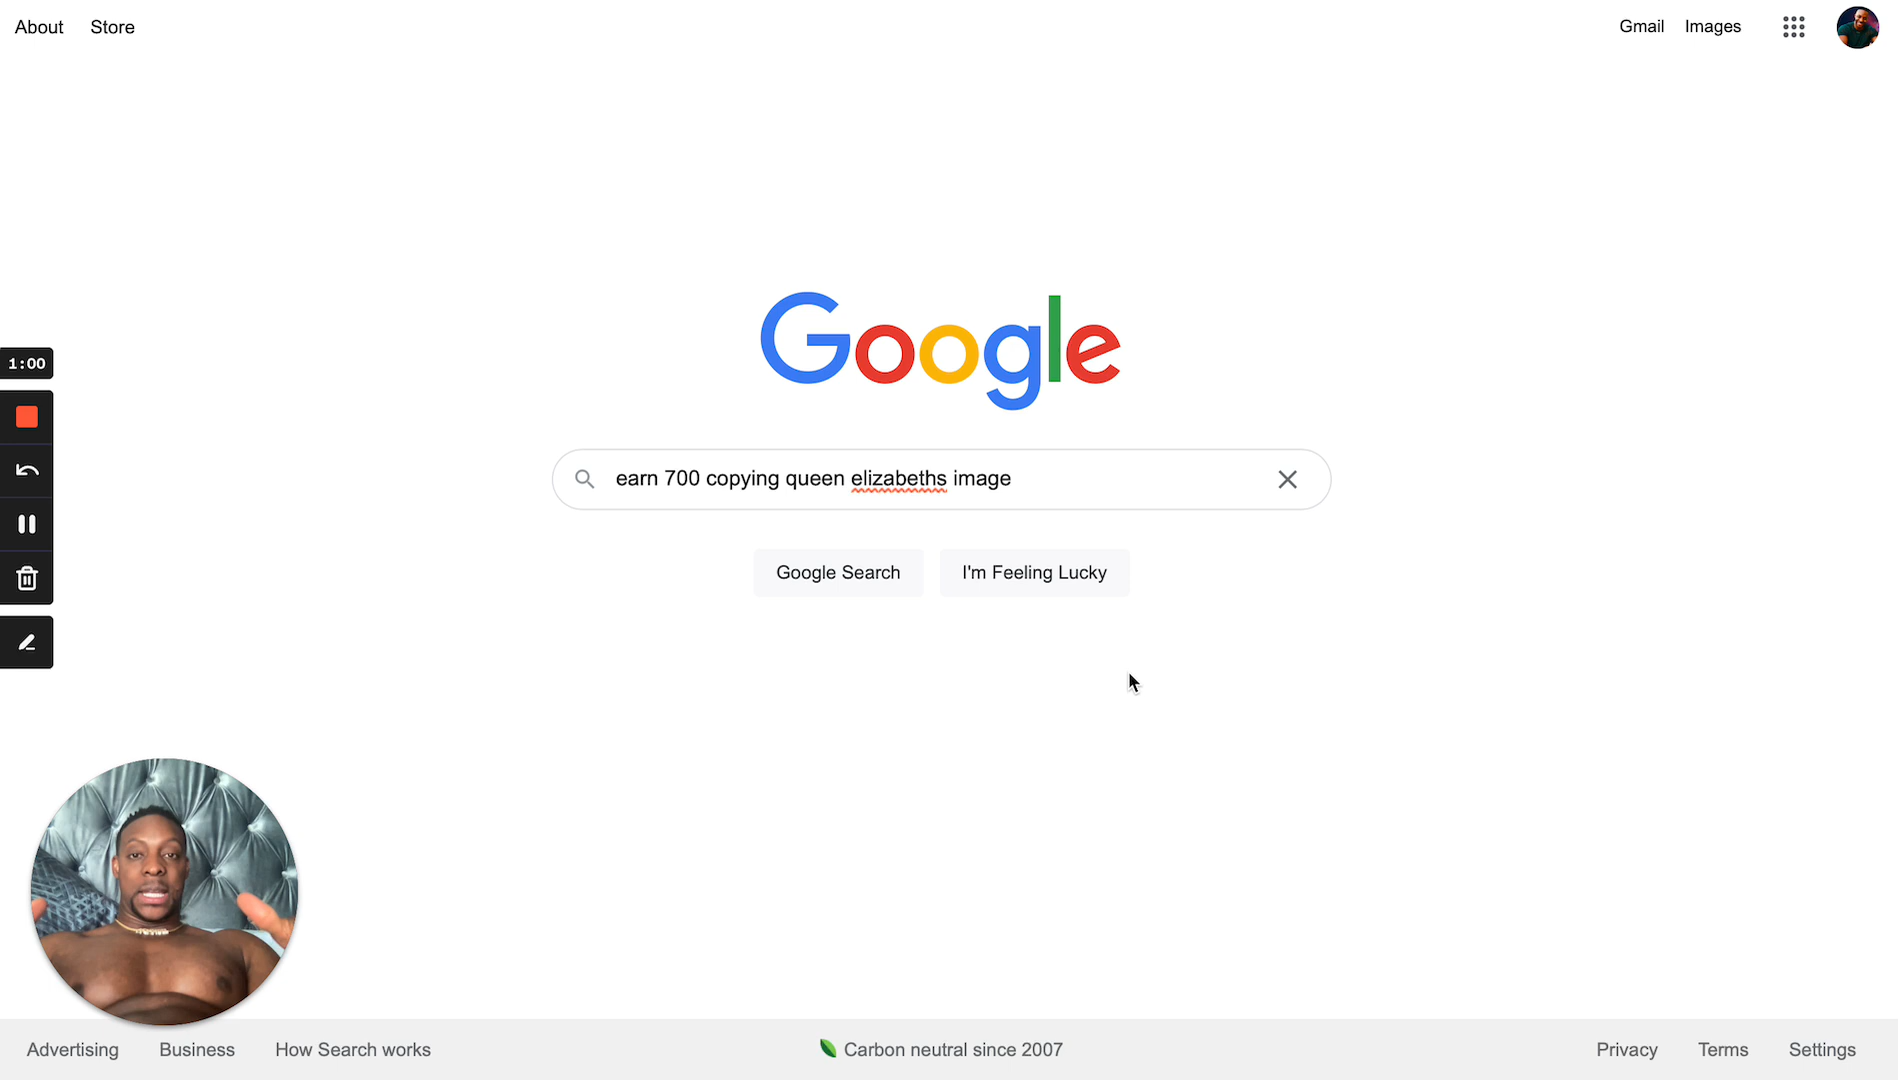 About Store
Gmail Images
Google
1:00
earn 700 copying queen elizabeths image
Google Search I'm Feeling Lucky
Advertising Business How Search works
Carbon neutral since 2007
Privacy Terms Settings